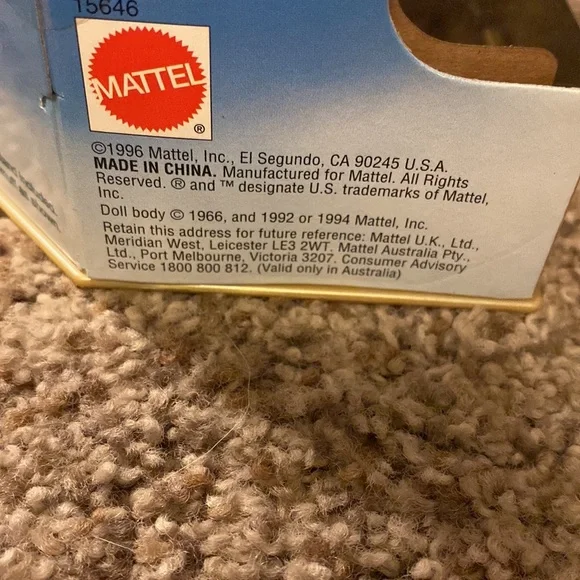 15646
MATTEL
®
©1996 Mattel, Inc., El Segundo, CA 90245 U.S.A.
MADE IN CHINA. Manufactured for Mattel. All Rights
Reserved. ® and ™ designate U.S. trademarks of Mattel,
Inc.
Doll body © 1966, and 1992 or 1994 Mattel, Inc.
Retain this address for future reference: Mattel U.K., Ltd.,
Meridian West, Leicester LE3 2WT. Mattel Australia Pty.,
Ltd., Port Melbourne, Victoria 3207. Consumer Advisory
Service 1800 800 812. (Valid only in Australia)